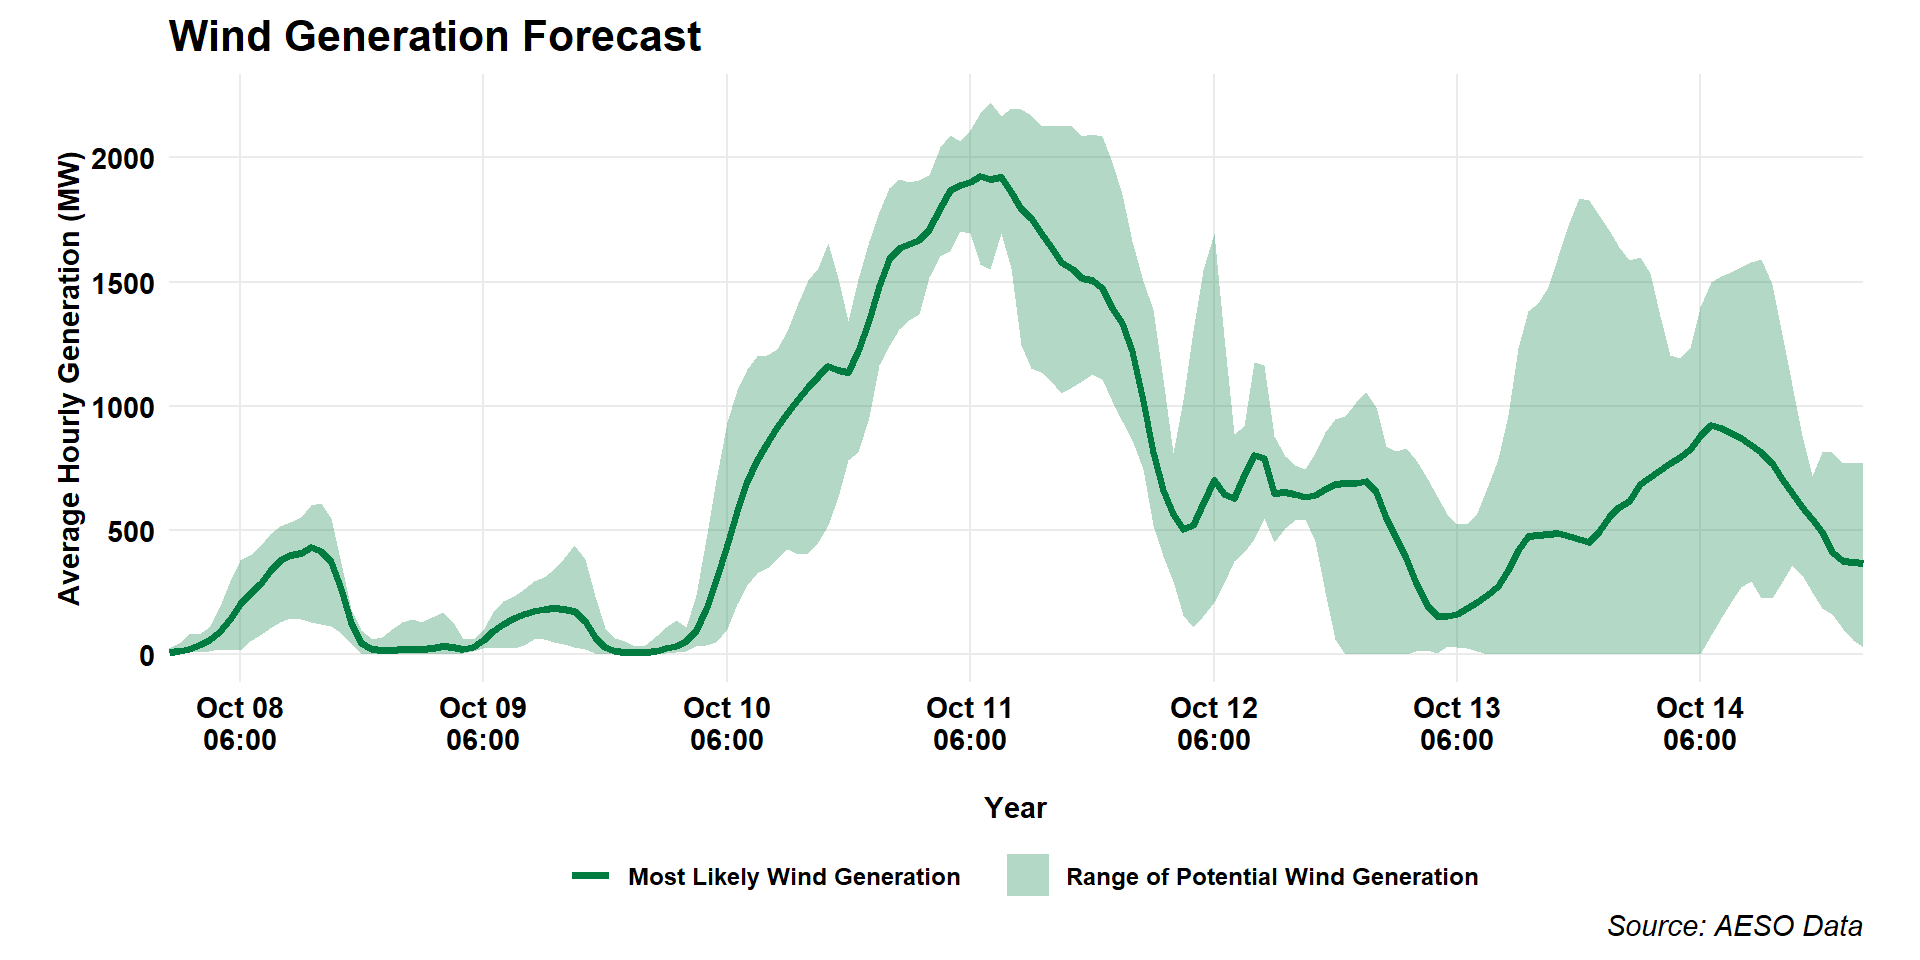 Wind Generation Forecast
Average Hourly Generation (MW)
2000
1500
1000
500
0
Oct 08 Oct 09 Oct 10 Oct 11 Oct 12 Oct 13 Oct 14
06:00 06:00 06:00 06:00 06:00 06:00 06:00
Year
Most Likely Wind Generation Range of Potential Wind Generation
Source: AESO Data